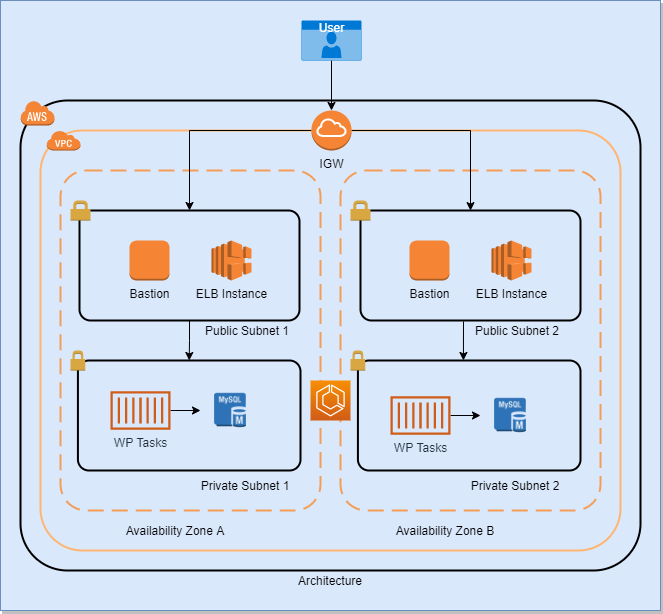 User
AWS
VPC
IGW
Bastion
ELB Instance
Public Subnet 1
Bastion
ELB Instance
Public Subnet 2
MySQL
M
WP Tasks
Private Subnet 1
MySQL
M
WP Tasks
Private Subnet 2
Availability Zone A
Availability Zone B
Architecture